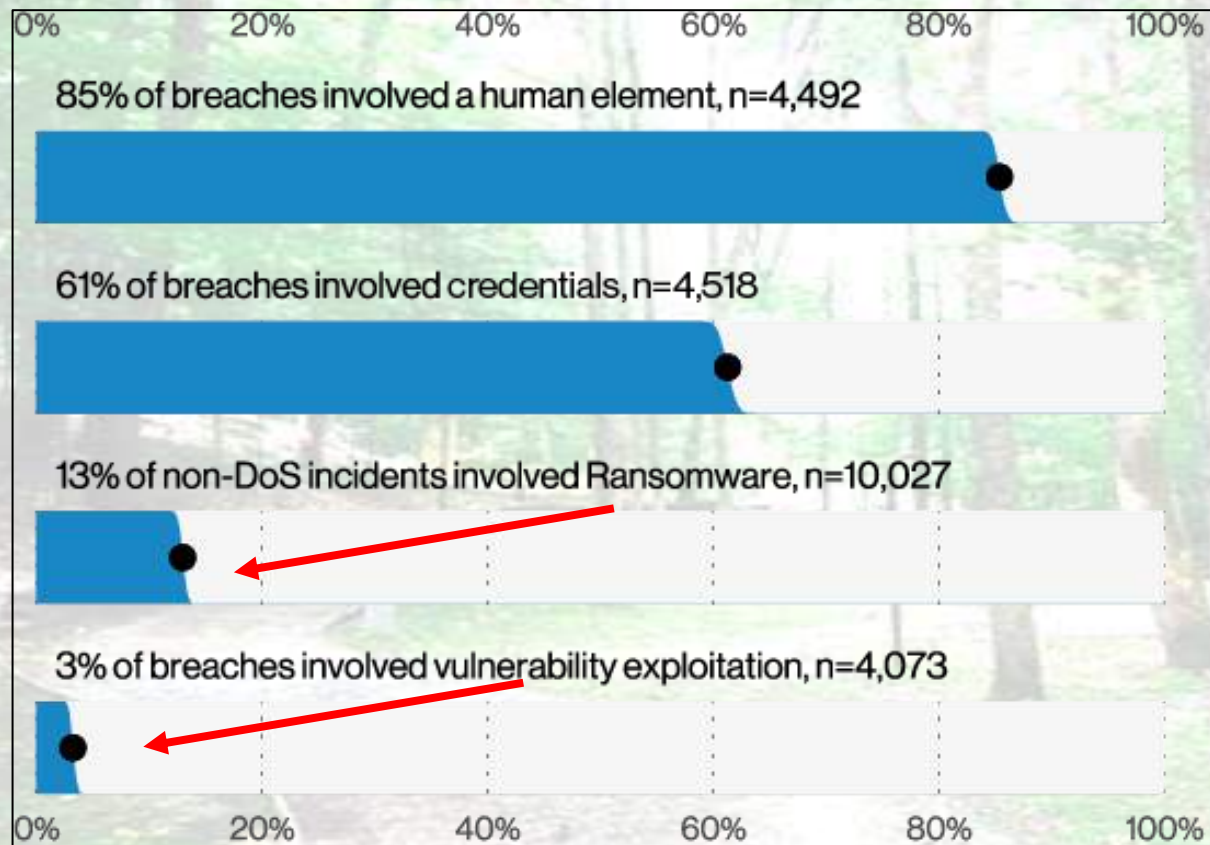 0% 20% 40% 60% 80% 100%
85% of breaches involved a human element, n=4,492
61% of breaches involved credentials, n=4,518
13% of non-DoS incidents involved Ransomware, n=10,027
3% of breaches involved vulnerability exploitation, n=4,073
0% 20% 40% 60% 80% 100%